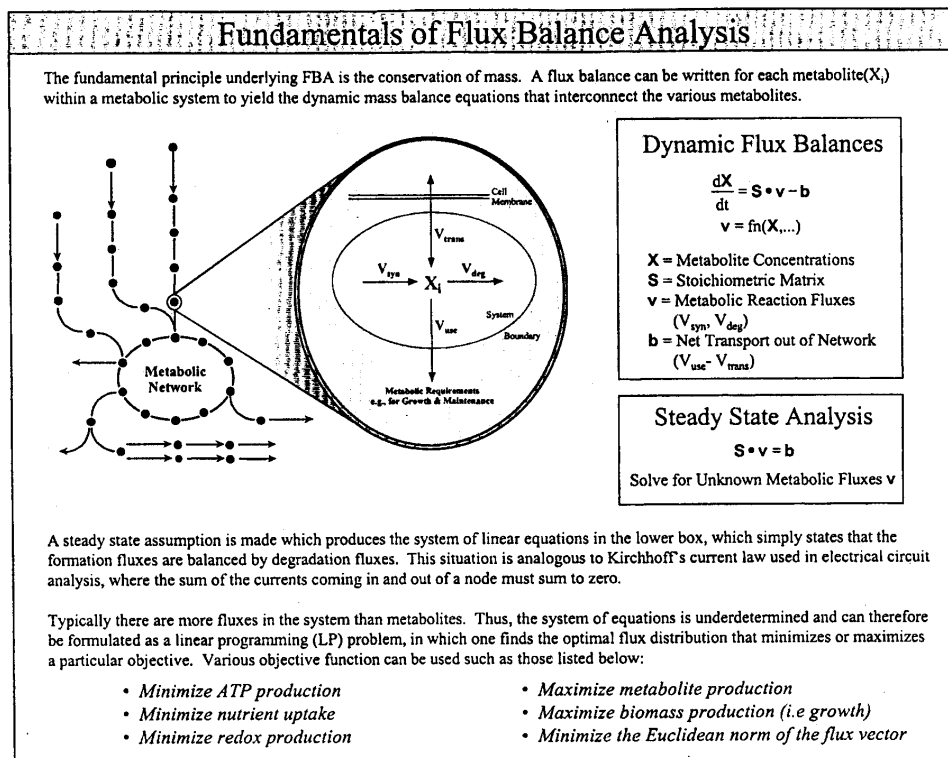 Fundamentals of Flux Balance Analysis
The fundamental principle underlying FBA is the conservation of mass. A flux balance can be written for each metabolite(Xi)
within a metabolic system to yield the dynamic mass balance equations that interconnect the various metabolites.
Metabolic
Network
Cell
Membrane
Vtrans
Vsyn
Xi
Vdeg
Vuse
System
Boundary
Metabolic Requirements
e.g., for Growth & Maintenance
Dynamic Flux Balances
dX/dt = S•v – b
v = fn(X,...)
X = Metabolite Concentrations
S = Stoichiometric Matrix
v = Metabolic Reaction Fluxes
(Vsyn, Vdeg)
b = Net Transport out of Network
(Vuse- Vtrans)
Steady State Analysis
S•v = b
Solve for Unknown Metabolic Fluxes v
A steady state assumption is made which produces the system of linear equations in the lower box, which simply states that the
formation fluxes are balanced by degradation fluxes. This situation is analogous to Kirchhoff's current law used in electrical circuit
analysis, where the sum of the currents coming in and out of a node must sum to zero.
Typically there are more fluxes in the system than metabolites. Thus, the system of equations is underdetermined and can therefore
be formulated as a linear programming (LP) problem, in which one finds the optimal flux distribution that minimizes or maximizes
a particular objective. Various objective function can be used such as those listed below:
• Minimize ATP production
• Minimize nutrient uptake
• Minimize redox production
• Maximize metabolite production
• Maximize biomass production (i.e growth)
• Minimize the Euclidean norm of the flux vector